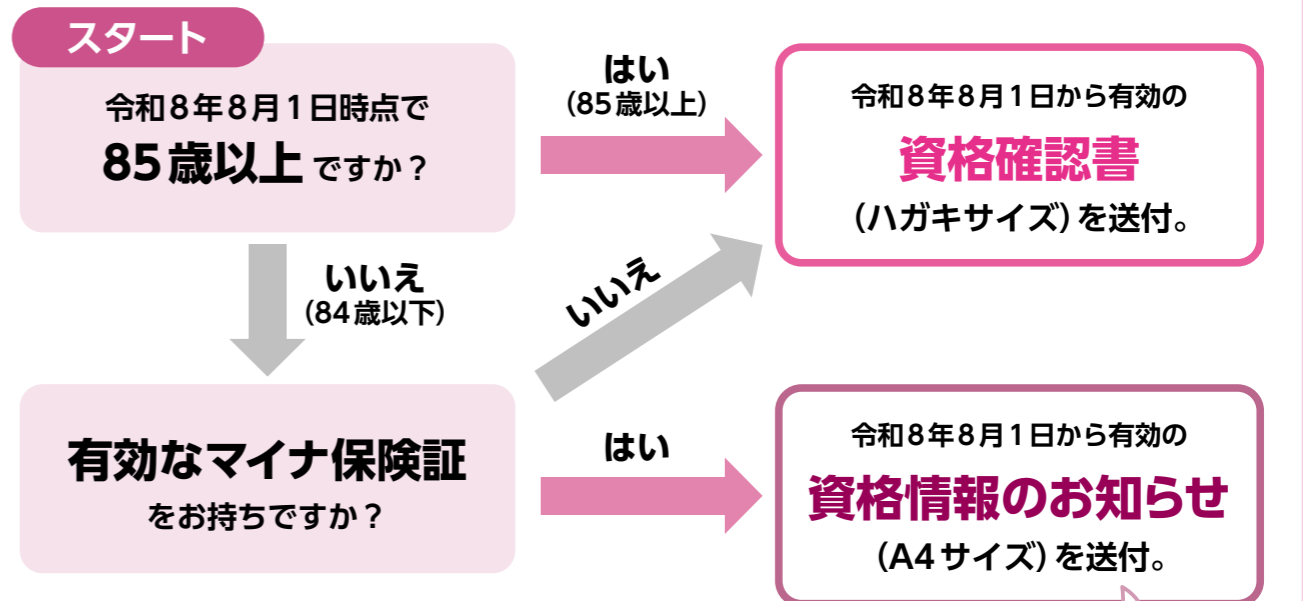 スタート
令和8年8月1日時点で
85歳以上ですか？
はい
(85歳以上)
令和8年8月1日から有効の
資格確認書
(ハガキサイズ)を送付。
いいえ
(84歳以下)
いいえ
有効なマイナ保険証
をお持ちですか？
はい
令和8年8月1日から有効の
資格情報のお知らせ
(A4サイズ)を送付。